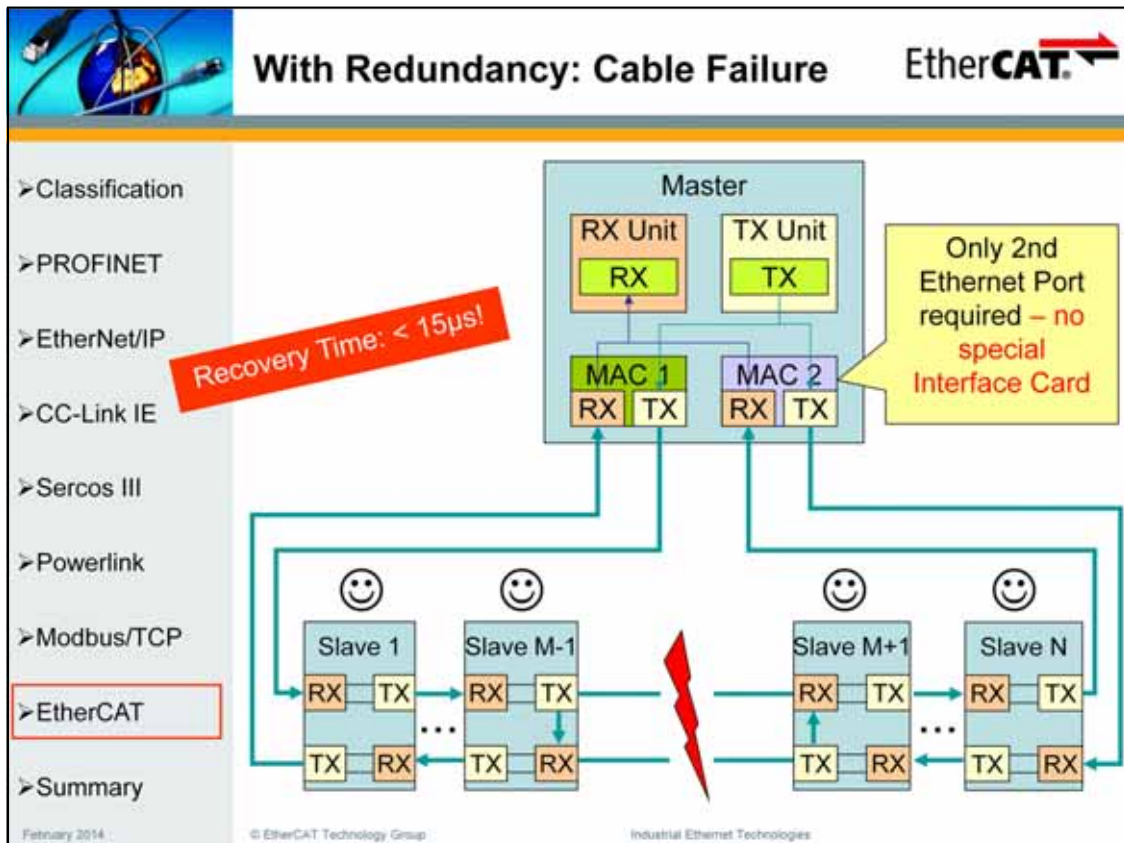 With Redundancy: Cable Failure
EtherCAT®
➢Classification
➢PROFINET
➢EtherNet/IP
➢CC-Link IE
➢Sercos III
➢Powerlink
➢Modbus/TCP
➢EtherCAT
➢Summary
Master
RX Unit
TX Unit
RX
TX
MAC 1
MAC 2
RX
TX
RX
TX
Only 2nd
Ethernet Port
required – no
special
Interface Card
Recovery Time: < 15µs!
Slave 1
Slave M-1
Slave M+1
Slave N
RX
TX
RX
TX
RX
TX
RX
TX
...
...
TX
RX
TX
RX
TX
RX
TX
RX
February 2014
© EtherCAT Technology Group
Industrial Ethernet Technologies